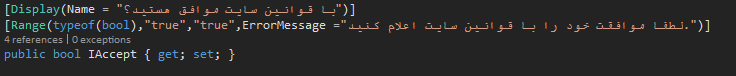 [Display(Name = "با قوانین سایت موافق هستید؟")]
[Range(typeof(bool),"true","true",ErrorMessage ="لطفا موافقت خود را با قوانین سایت اعلام کنید.")]
4 references | 0 exceptions
public bool IAccept { get; set; }